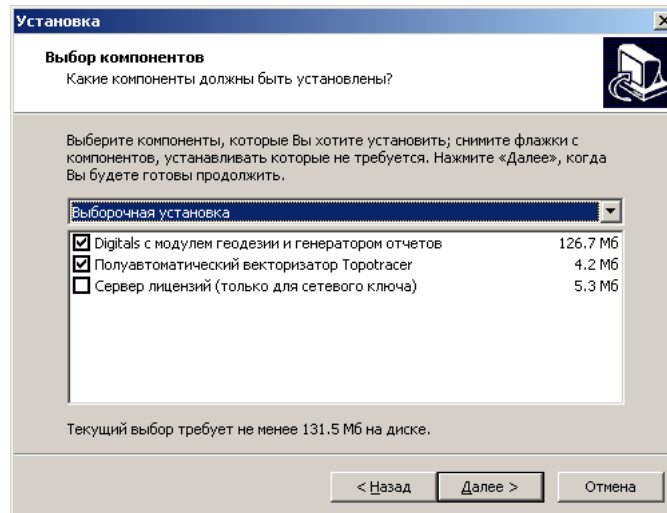 Установка
Выбор компонентов
Какие компоненты должны быть установлены?
Выберите компоненты, которые Вы хотите установить; снимите флажки с
компонентов, устанавливать которые не требуется. Нажмите «Далее», когда
Вы будете готовы продолжить.
Выборочная установка
Digitals с модулем геодезии и генератором отчетов 126.7 Мб
Полуавтоматический векторизатор Topotracer 4.2 Мб
Сервер лицензий (только для сетевого ключа) 5.3 Мб
Текущий выбор требует не менее 131.5 Мб на диске.
< Назад Далее > Отмена